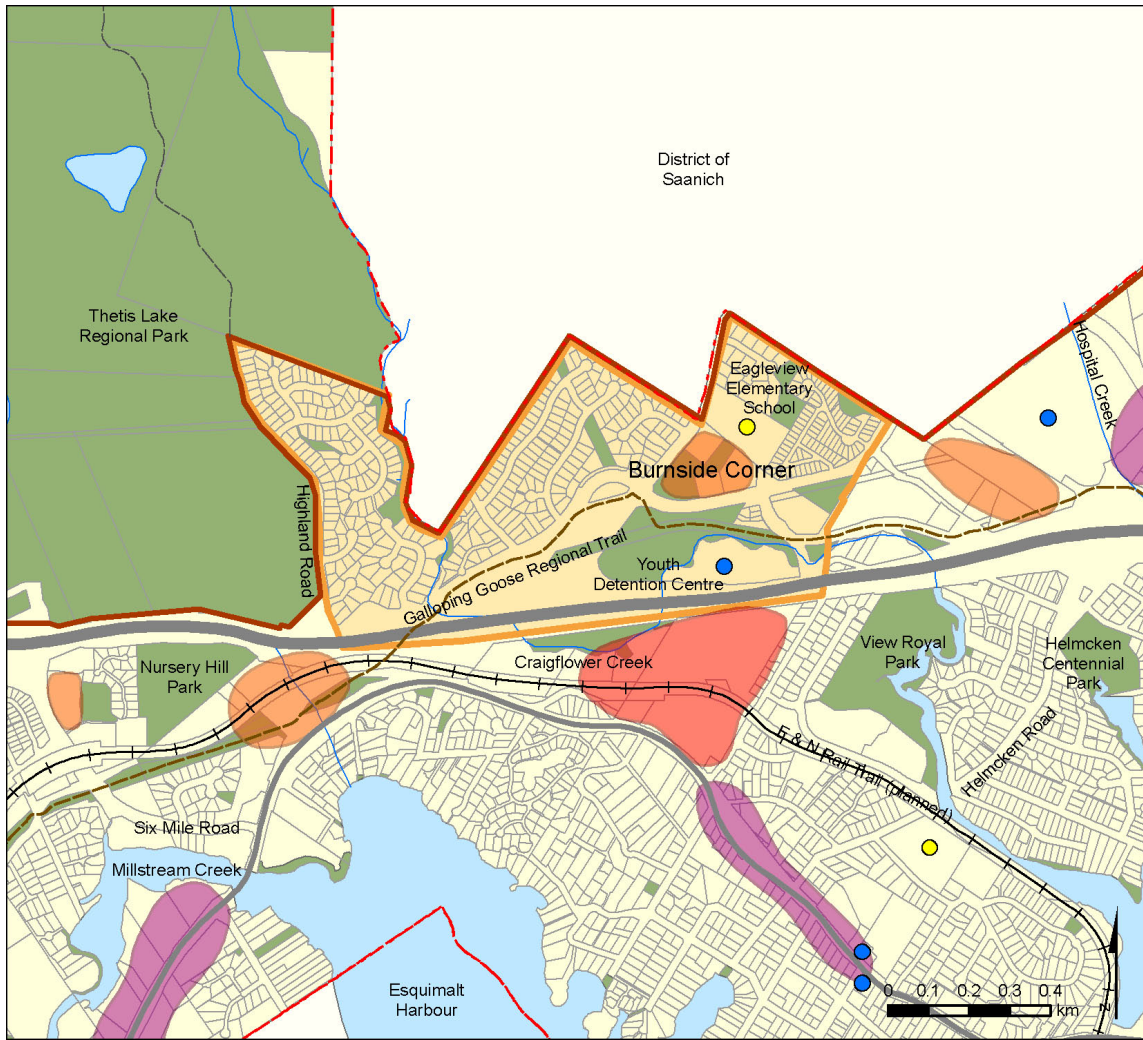 District of
Saanich
Thetis Lake
Regional Park
Hospital Creek
Eagleview
Elementary
School
Burnside Corner
Highland Road
Galloping Goose Regional Trail
Youth
Detention Centre
Craigflower Creek
Nursery Hill
Park
View Royal
Park
Helmcken
Centennial
Park
Helmcken Road
E & N Rail Trail (planned)
Six Mile Road
Millstream Creek
Esquimalt
Harbour
0 0.1 0.2 0.3 0.4
km
Z